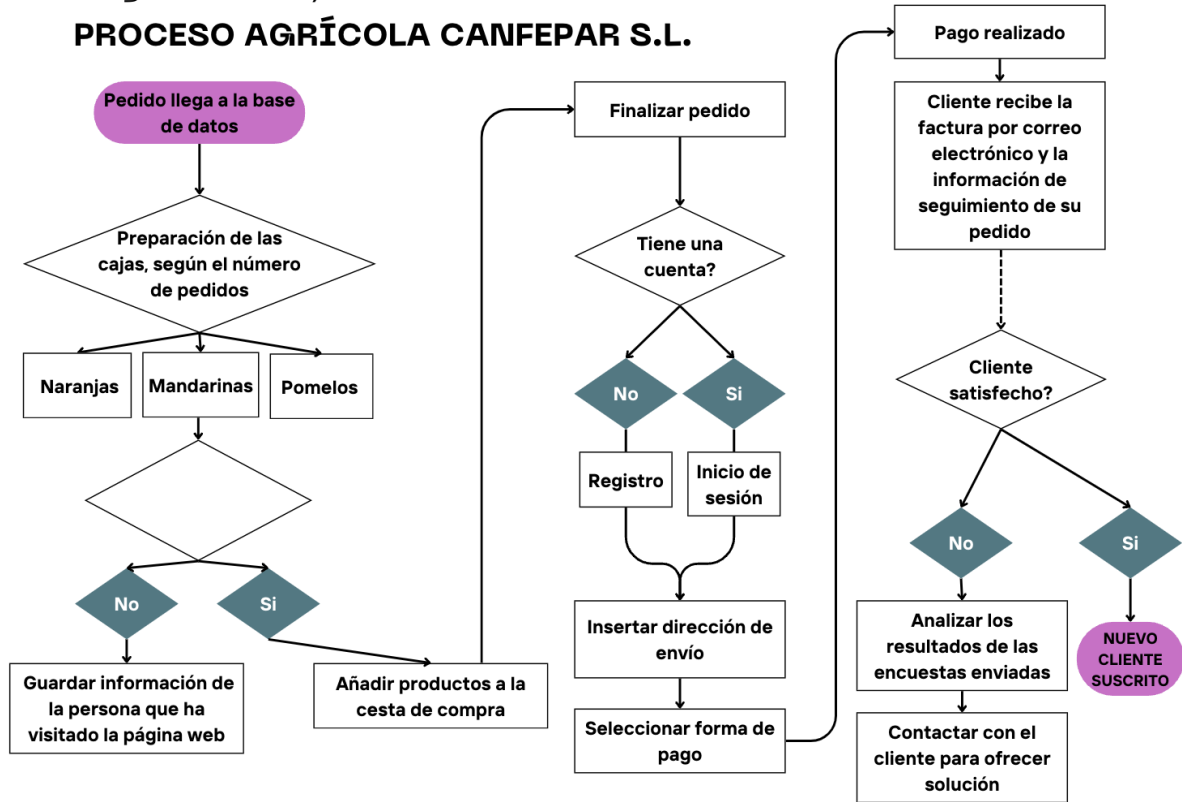 PROCESO AGRÍCOLA CANFEPAR S.L.
Pedido llega a la base
de datos
Preparación de las
cajas, según el número
de pedidos
Naranjas
Mandarinas
Pomelos
No
Si
Guardar información de
la persona que ha
visitado la página web
Añadir productos a la
cesta de compra
Finalizar pedido
Tiene una
cuenta?
No
Si
Registro
Inicio de
sesión
Insertar dirección de
envío
Seleccionar forma de
pago
Pago realizado
Cliente recibe la
factura por correo
electrónico y la
información de
seguimiento de su
pedido
Cliente
satisfecho?
No
Si
Analizar los
resultados de las
encuestas enviadas
NUEVO
CLIENTE
SUSCRITO
Contactar con el
cliente para ofrecer
solución